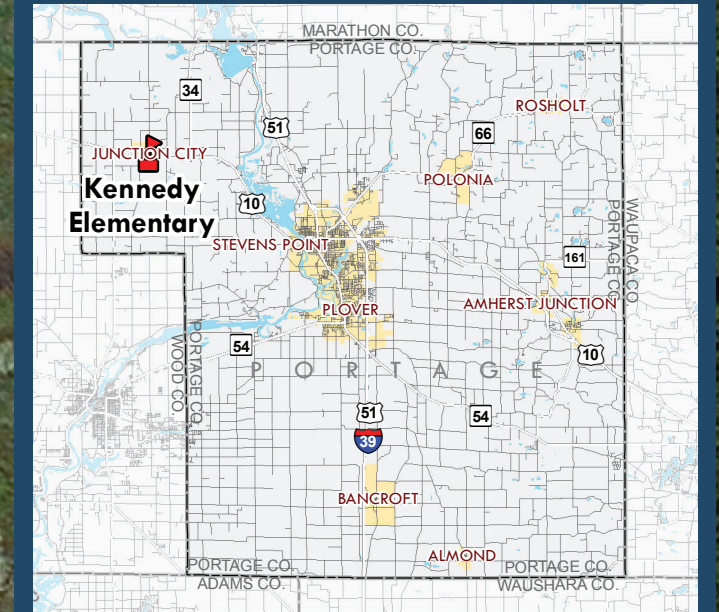 MARATHON CO.
PORTAGE CO.
34
ROSHOLT
51
66
JUNCTION CITY
POLONIA
Kennedy
Elementary
10
WAUPACA CO.
PORTAGE CO.
STEVENS POINT
161
AMHERST JUNCTION
PLOVER
PORTAGE CO.
WOOD CO.
54
10
PORTAGE
51
54
39
BANCROFT
ALMOND
PORTAGE CO.
ADAMS CO.
PORTAGE CO.
WAUSHARA CO.